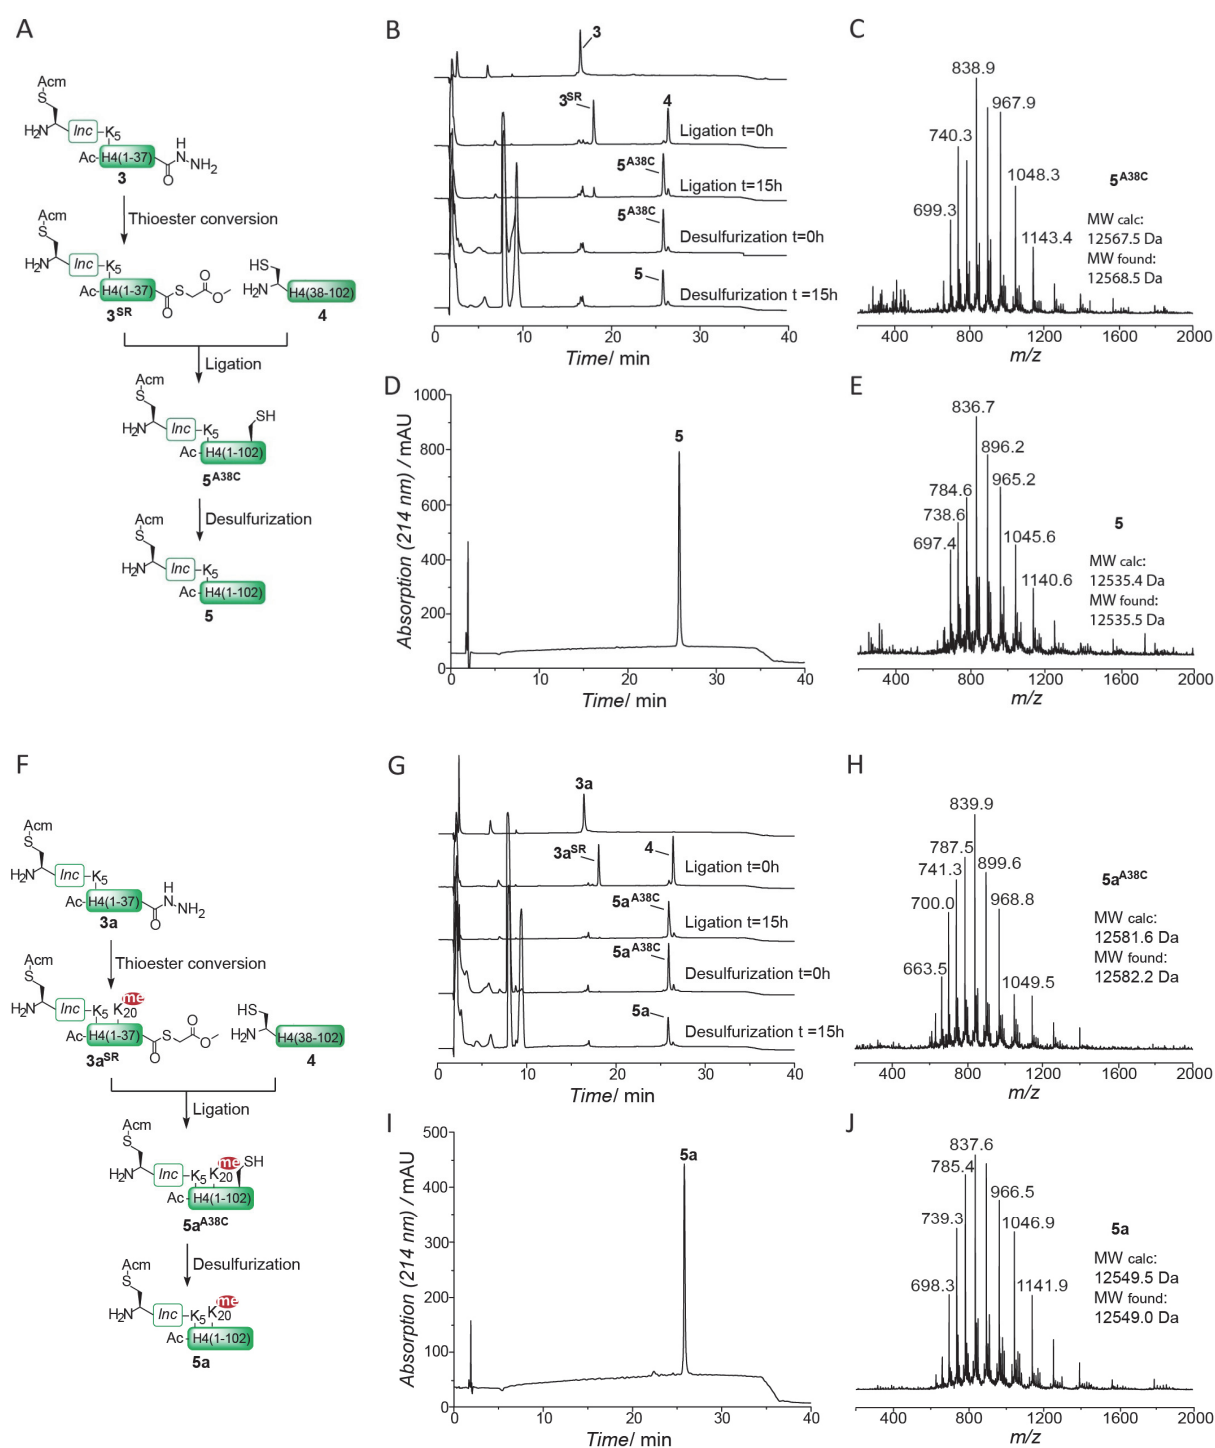 A
Acm
S
H₂N
lnc
K₅
Ac
H4(1-37)
H
N
NH₂
O
3
Thioester conversion
Acm
S
H₂N
lnc
K₅
Ac
H4(1-37)
S
O
O
O
3SR
HS
H₂N
H4(38-102)
4
Ligation
Acm
S
H₂N
lnc
K₅
SH
Ac
H4(1-102)
5A38C
Desulfurization
Acm
S
H₂N
lnc
K₅
Ac
H4(1-102)
5
B
3
3SR
4
Ligation t=0h
5A38C
Ligation t=15h
5A38C
Desulfurization t=0h
5
Desulfurization t =15h
0 10 20 30 40
Time/ min
C
838.9
967.9
740.3
1048.3
699.3
1143.4
5A38C
MW calc:
12567.5 Da
MW found:
12568.5 Da
400 800 1200 1600 2000
m/z
D
1000
800
600
400
200
0
Absorption (214 nm) / mAU
5
0 10 20 30 40
Time/ min
E
836.7
896.2
965.2
784.6
738.6
697.4
1045.6
1140.6
5
MW calc:
12535.4 Da
MW found:
12535.5 Da
400 800 1200 1600 2000
m/z
F
Acm
S
H₂N
lnc
K₅
Ac
H4(1-37)
H
N
NH₂
O
3a
Thioester conversion
Acm
S
H₂N
lnc
K₅ K₂₀
me
Ac
H4(1-37)
S
O
O
O
3aSR
HS
H₂N
H4(38-102)
4
Ligation
Acm
S
H₂N
lnc
K₅ K₂₀
me
SH
Ac
H4(1-102)
5aA38C
Desulfurization
Acm
S
H₂N
lnc
K₅ K₂₀
me
Ac
H4(1-102)
5a
G
3a
3aSR
4
Ligation t=0h
5aA38C
Ligation t=15h
5aA38C
Desulfurization t=0h
5a
Desulfurization t =15h
0 10 20 30 40
Time/ min
H
839.9
787.5
741.3
899.6
700.0
968.8
663.5
1049.5
5aA38C
MW calc:
12581.6 Da
MW found:
12582.2 Da
400 800 1200 1600 2000
m/z
I
500
400
300
200
100
0
Absorption (214 nm) / mAU
5a
0 10 20 30 40
Time/ min
J
837.6
785.4
966.5
739.3
1046.9
698.3
1141.9
5a
MW calc:
12549.5 Da
MW found:
12549.0 Da
400 800 1200 1600 2000
m/z